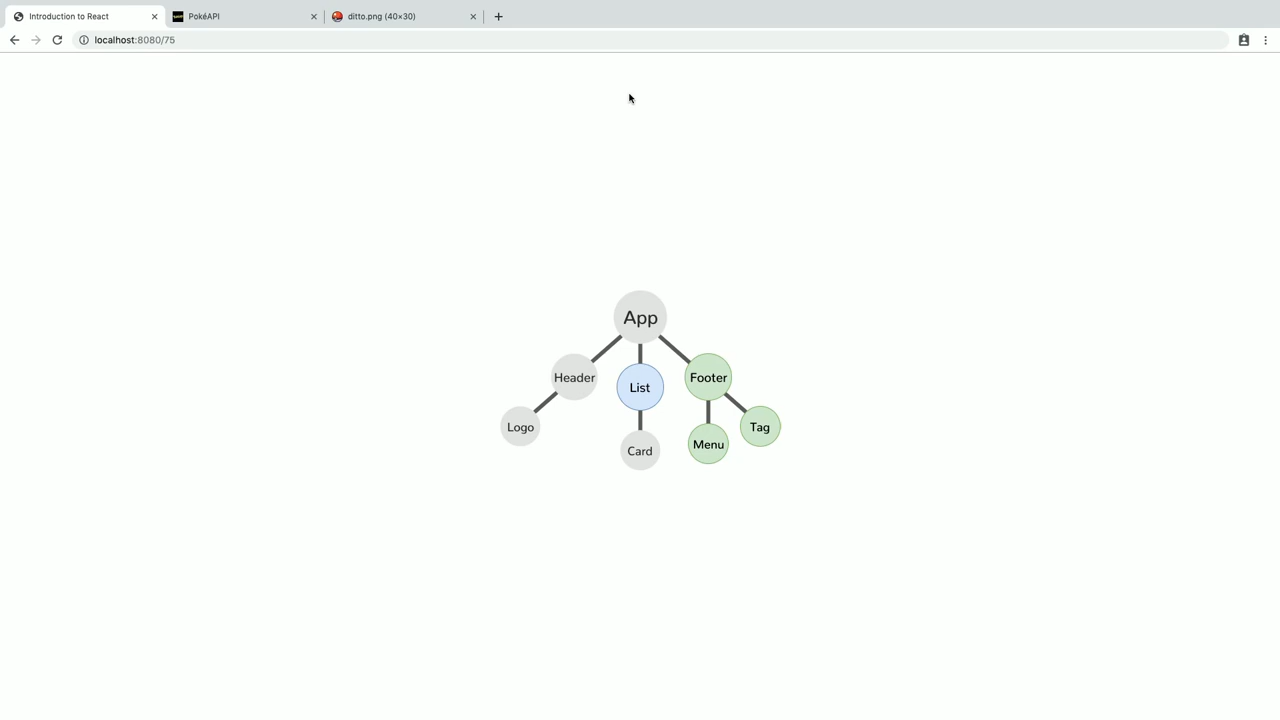 Introduction to React
PokéAPI
ditto.png (40×30)
localhost:8080/75
App
Header
List
Footer
Logo
Card
Menu
Tag